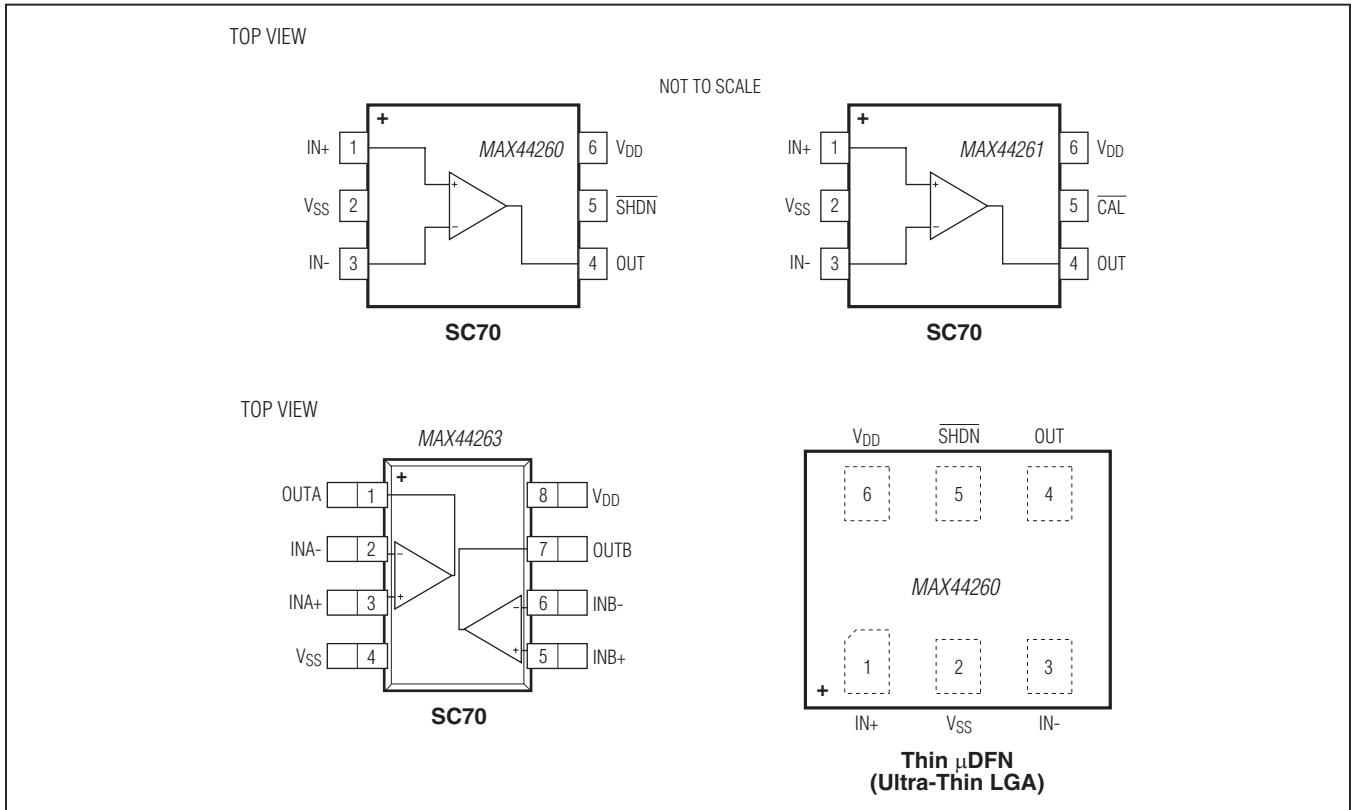 TOP VIEW
NOT TO SCALE
+
IN+ 1 MAX44260 6 VDD
+
VSS 2 5 S̅H̅D̅N̅
−
IN- 3 4 OUT
SC70
+
IN+ 1 MAX44261 6 VDD
+
VSS 2 5 C̅A̅L̅
−
IN- 3 4 OUT
SC70
TOP VIEW
MAX44263
+
OUTA 1 8 VDD
INA- 2 − 7 OUTB
INA+ 3 + − 6 INB-
VSS 4 + 5 INB+
SC70
VDD S̅H̅D̅N̅ OUT
6 5 4
MAX44260
1 2 3
+
IN+ VSS IN-
Thin µDFN
(Ultra-Thin LGA)